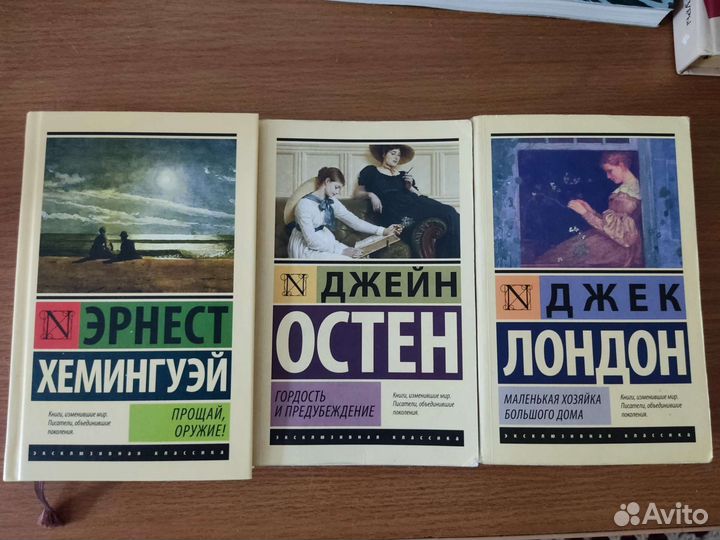 N ЭРНЕСТ
ХЕМИНГУЭЙ
Книги, изменившие мир.
Писатели, объединившие
поколения.
ПРОЩАЙ,
ОРУЖИЕ!
эксклюзивная классика
N ДЖЕЙН
ОСТЕН
ГОРДОСТЬ
И ПРЕДУБЕЖДЕНИЕ
Книги, изменившие мир.
Писатели, объединившие
поколения.
эксклюзивная классика
N ДЖЕК
ЛОНДОН
МАЛЕНЬКАЯ ХОЗЯЙКА
БОЛЬШОГО ДОМА
Книги, изменившие мир.
Писатели, объединившие
поколения.
эксклюзивная классика
Avito